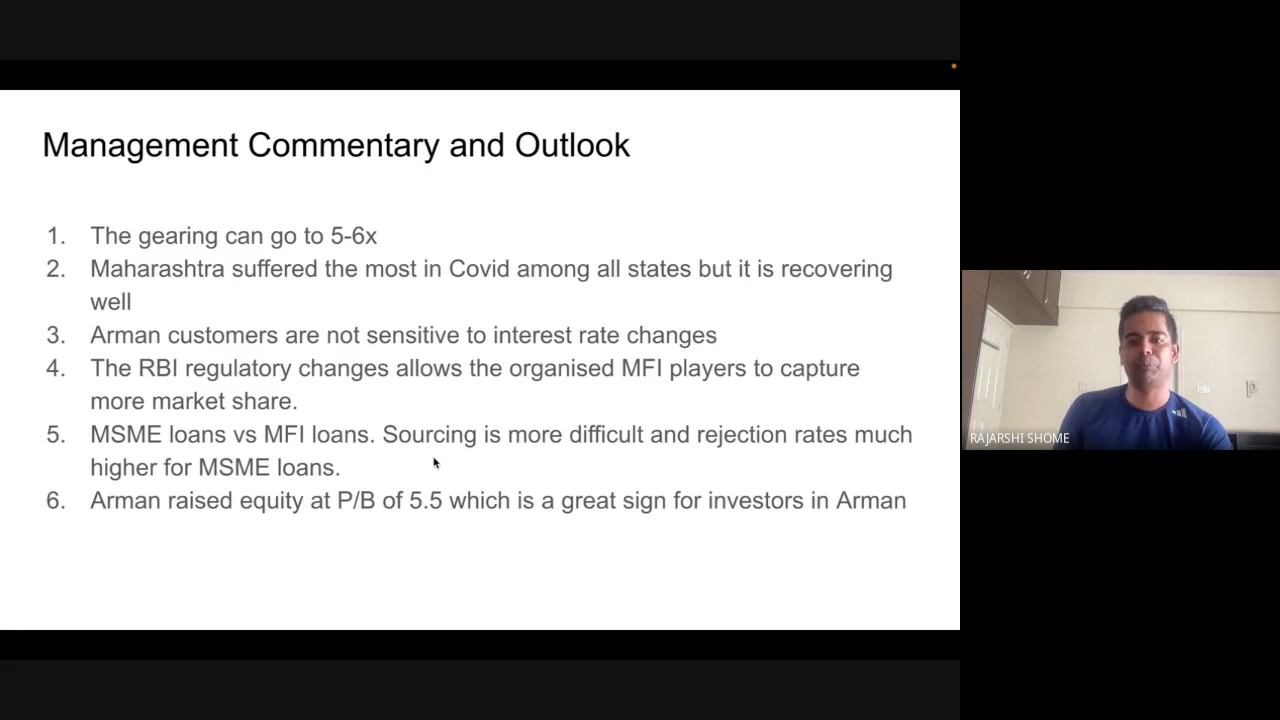 Management Commentary and Outlook
1. The gearing can go to 5-6x
2. Maharashtra suffered the most in Covid among all states but it is recovering
well
3. Arman customers are not sensitive to interest rate changes
4. The RBI regulatory changes allows the organised MFI players to capture
more market share.
5. MSME loans vs MFI loans. Sourcing is more difficult and rejection rates much
higher for MSME loans.
6. Arman raised equity at P/B of 5.5 which is a great sign for investors in Arman
RAJARSHI SHOME